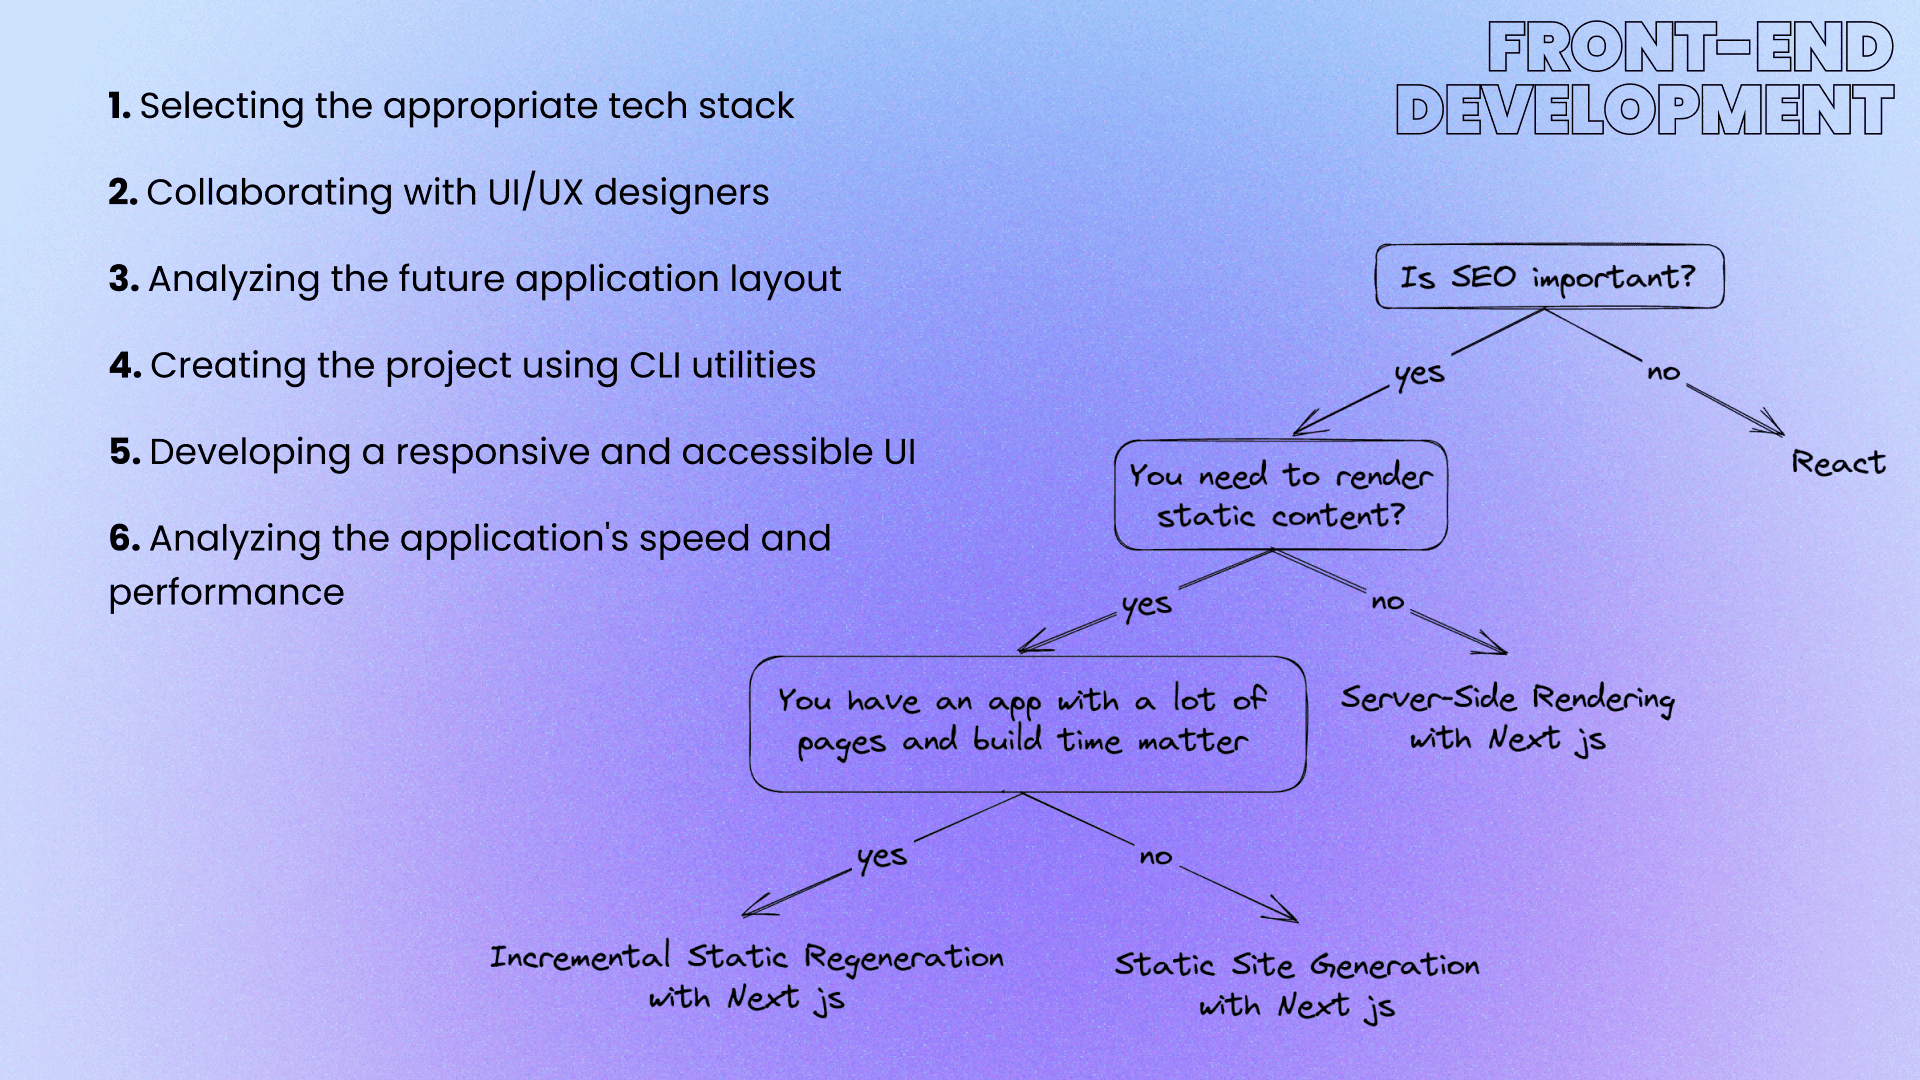 FRONT-END
DEVELOPMENT
1. Selecting the appropriate tech stack
2. Collaborating with UI/UX designers
3. Analyzing the future application layout
4. Creating the project using CLI utilities
5. Developing a responsive and accessible UI
6. Analyzing the application's speed and
performance
Is SEO important?
yes
no
React
You need to render
static content?
yes
no
Server-Side Rendering
with Next js
You have an app with a lot of
pages and build time matter
yes
no
Incremental Static Regeneration
with Next js
Static Site Generation
with Next js